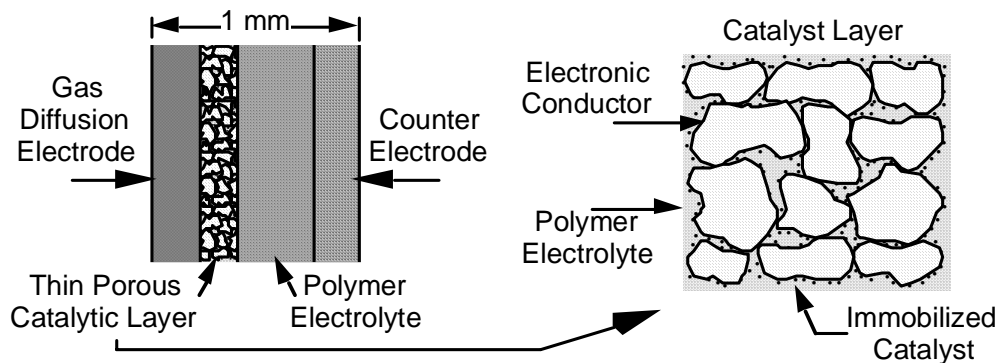 1 mm
Gas
Diffusion
Electrode
Counter
Electrode
Thin Porous
Catalytic Layer
Polymer
Electrolyte
Catalyst Layer
Electronic
Conductor
Polymer
Electrolyte
Immobilized
Catalyst